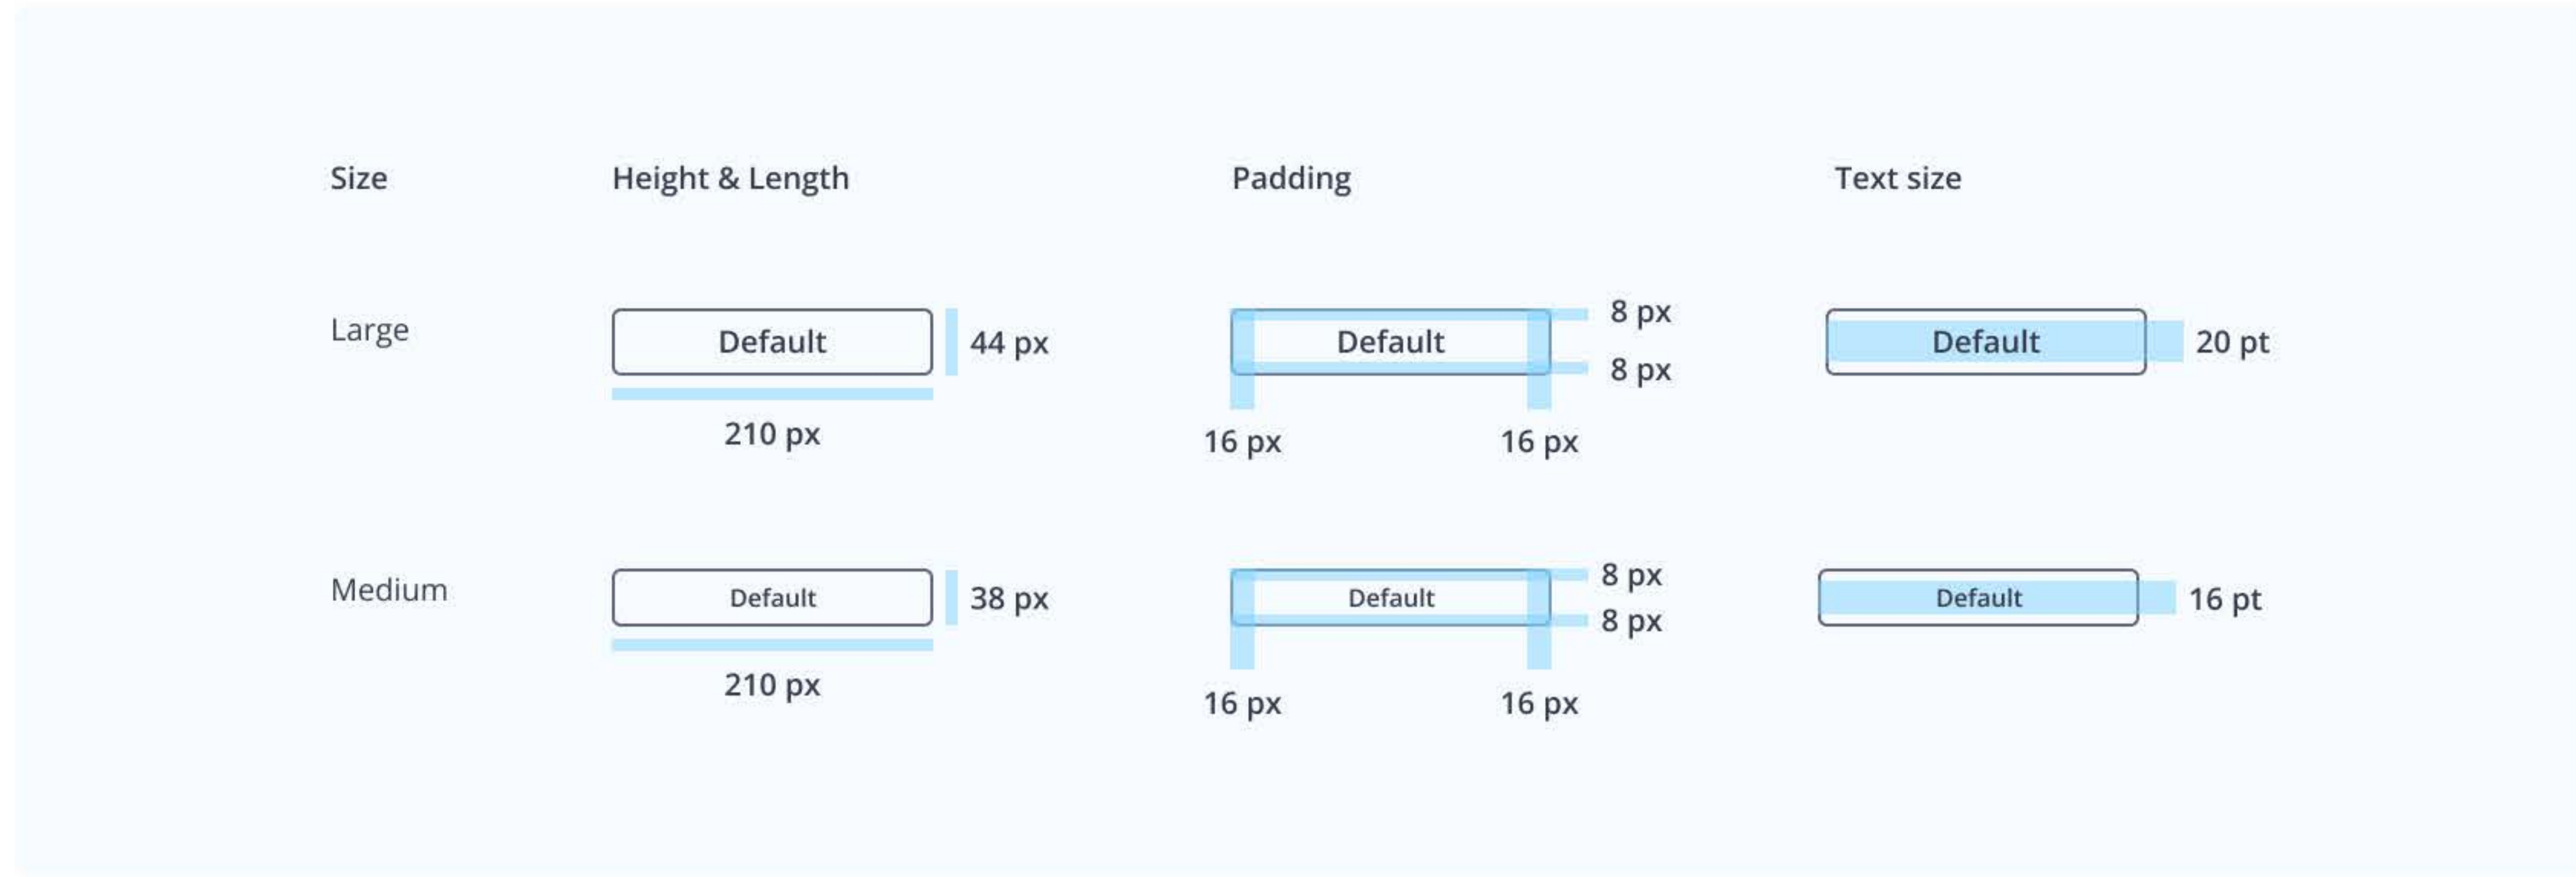 Size
Height & Length
Padding
Text size
Large
Default
44 px
210 px
Default
8 px
8 px
16 px
16 px
Default
20 pt
Medium
Default
38 px
210 px
Default
8 px
8 px
16 px
16 px
Default
16 pt